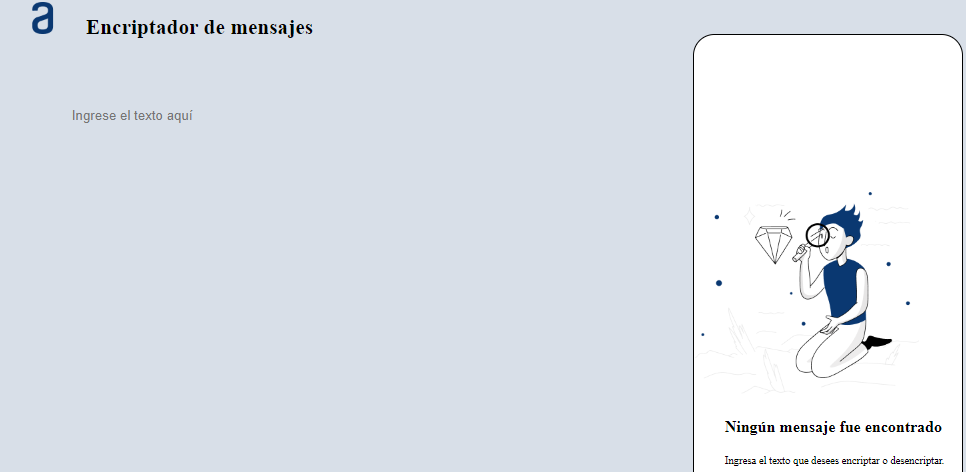 a
Encriptador de mensajes
Ingrese el texto aquí
Ningún mensaje fue encontrado
Ingresa el texto que desees encriptar o desencriptar.